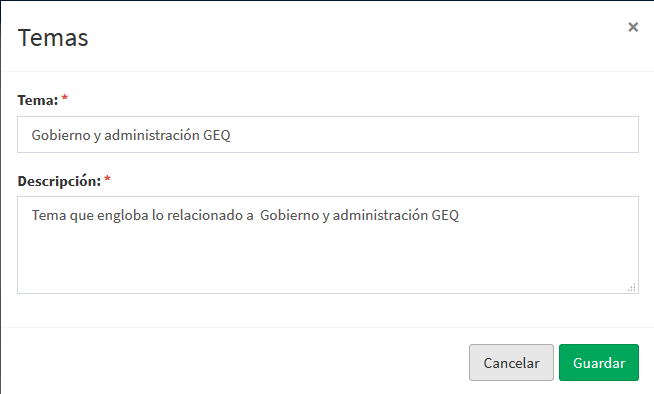 Temas
×
Tema: *
Gobierno y administración GEQ
Descripción: *
Tema que engloba lo relacionado a  Gobierno y administración GEQ
Cancelar Guardar